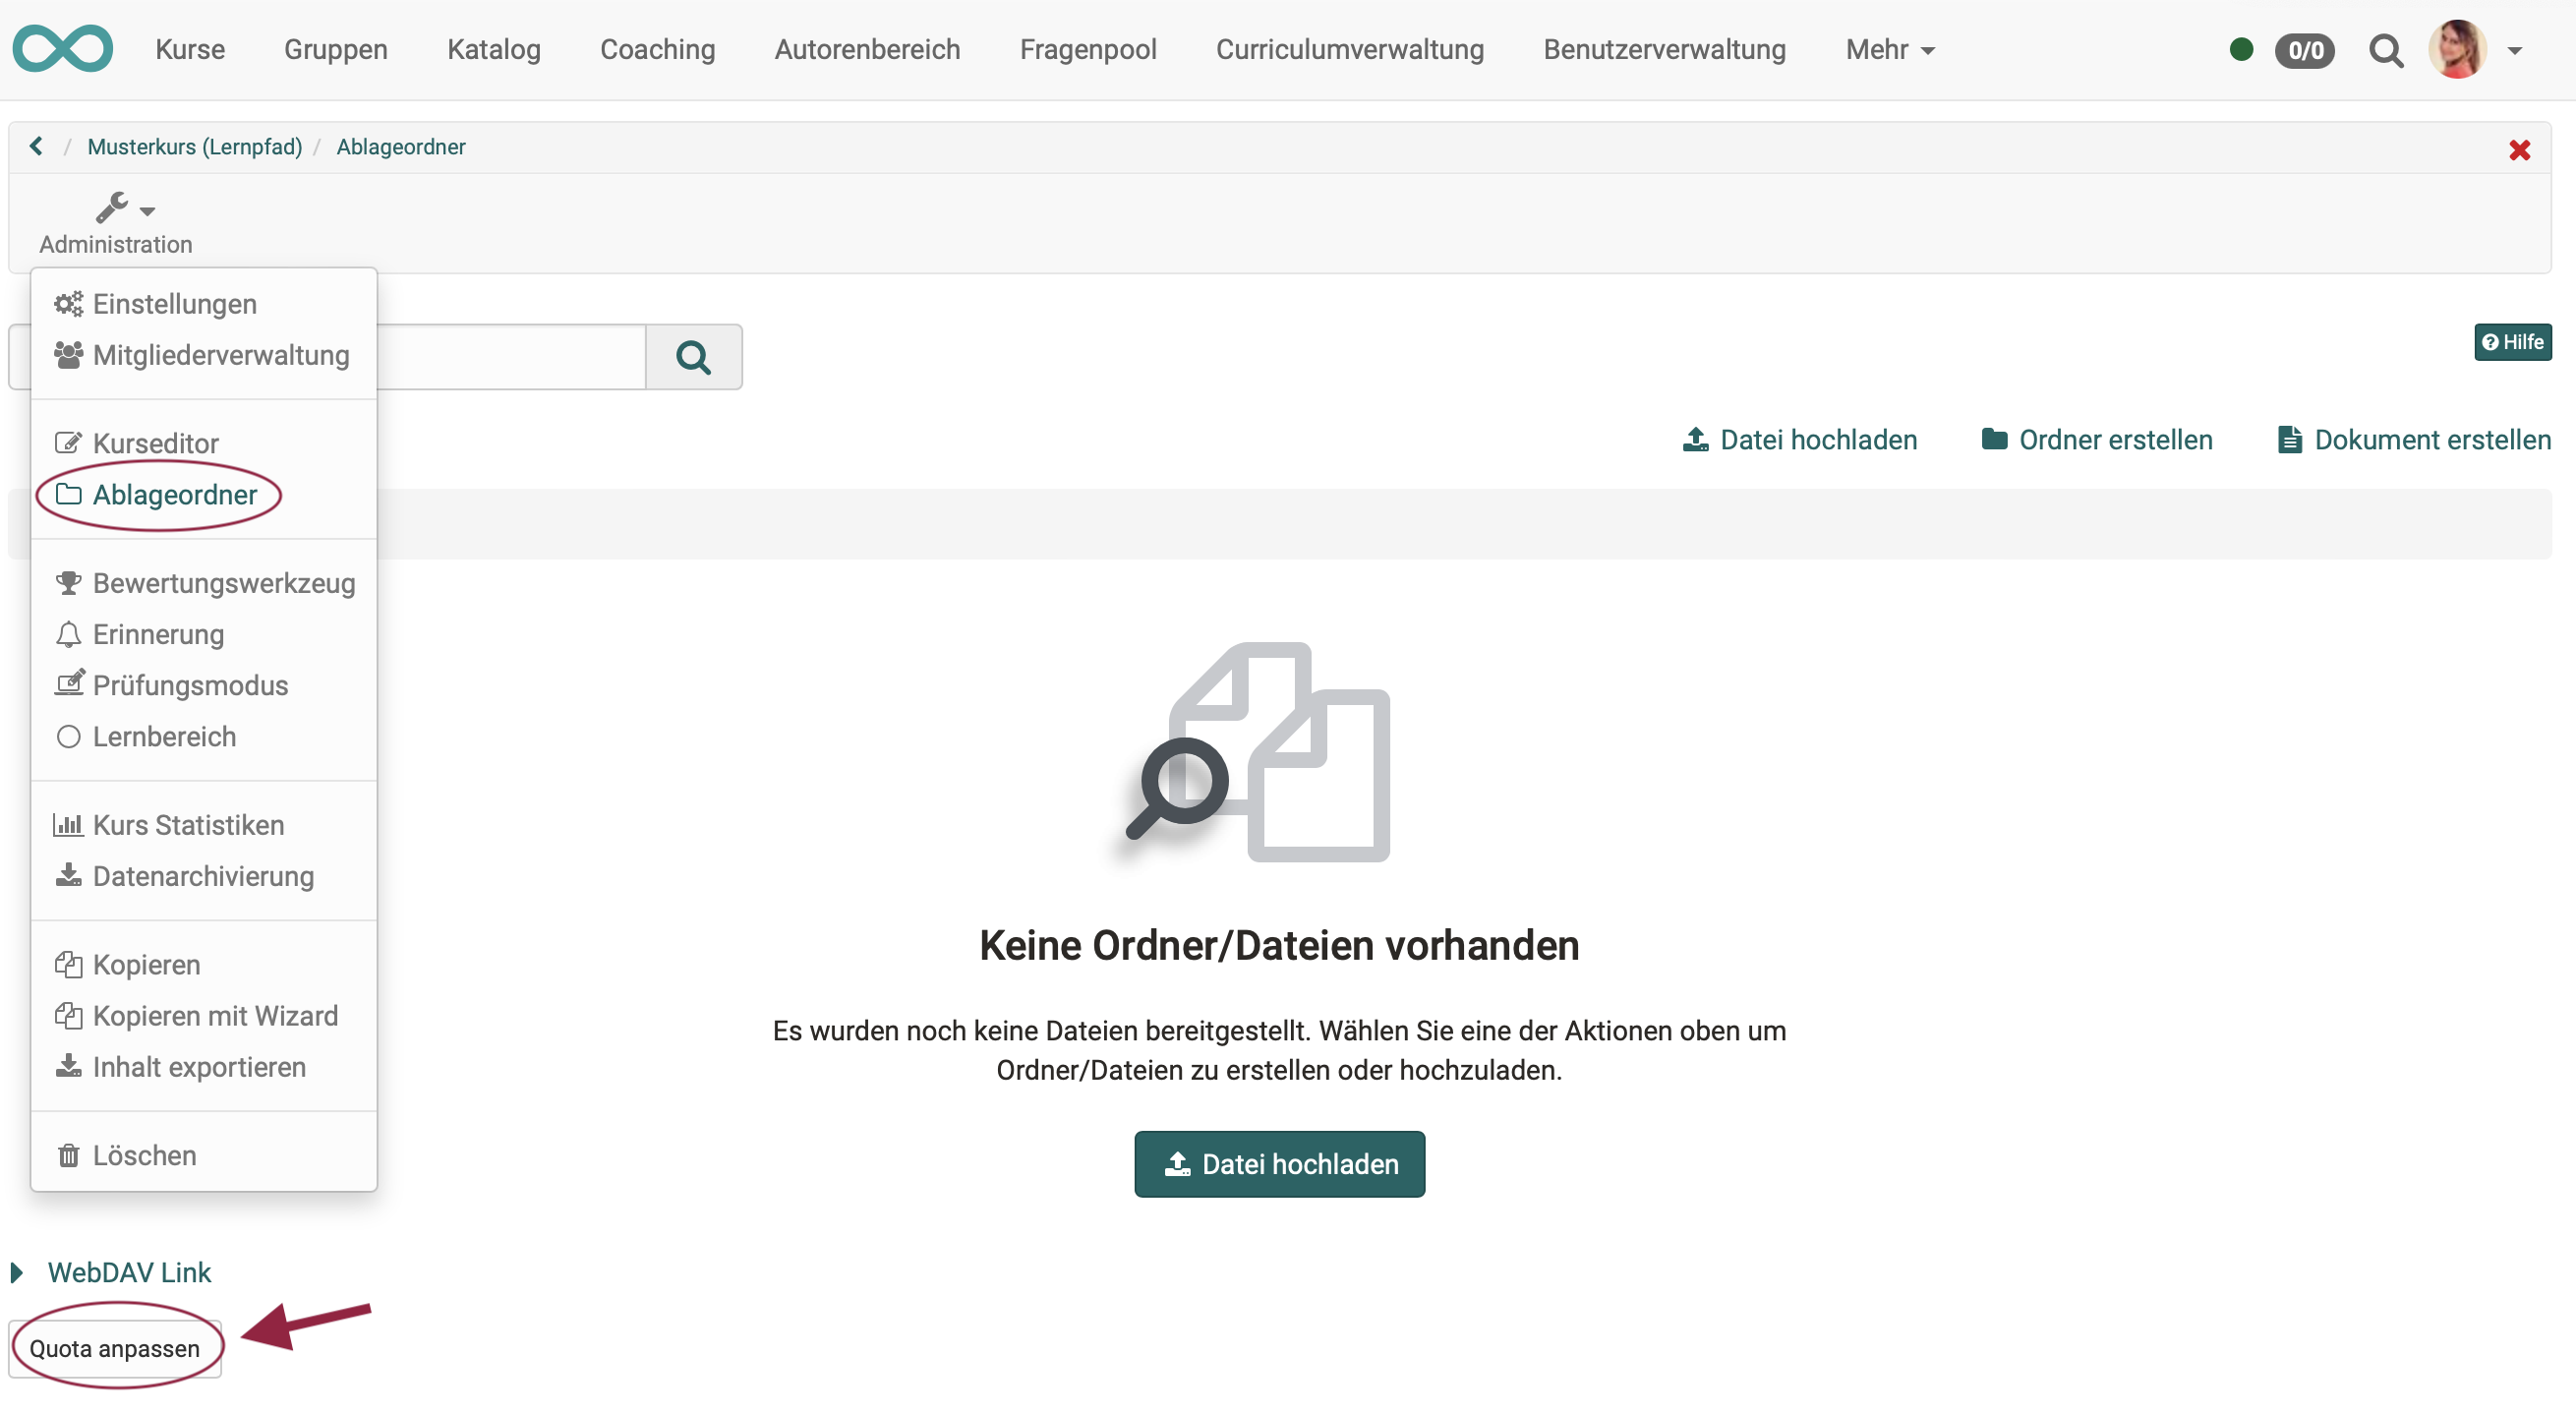 Kurse Gruppen Katalog Coaching Autorenbereich Fragenpool Curriculumverwaltung Benutzerverwaltung Mehr 0/0
/ Musterkurs (Lernpfad) / Ablageordner
Administration
Einstellungen
Mitgliederverwaltung
Hilfe
Datei hochladen Ordner erstellen Dokument erstellen
Kurseditor
Ablageordner
Bewertungswerkzeug
Erinnerung
Prüfungsmodus
Lernbereich
Kurs Statistiken
Datenarchivierung
Kopieren
Kopieren mit Wizard
Inhalt exportieren
Löschen
Keine Ordner/Dateien vorhanden
Es wurden noch keine Dateien bereitgestellt. Wählen Sie eine der Aktionen oben um
Ordner/Dateien zu erstellen oder hochzuladen.
Datei hochladen
WebDAV Link
Quota anpassen